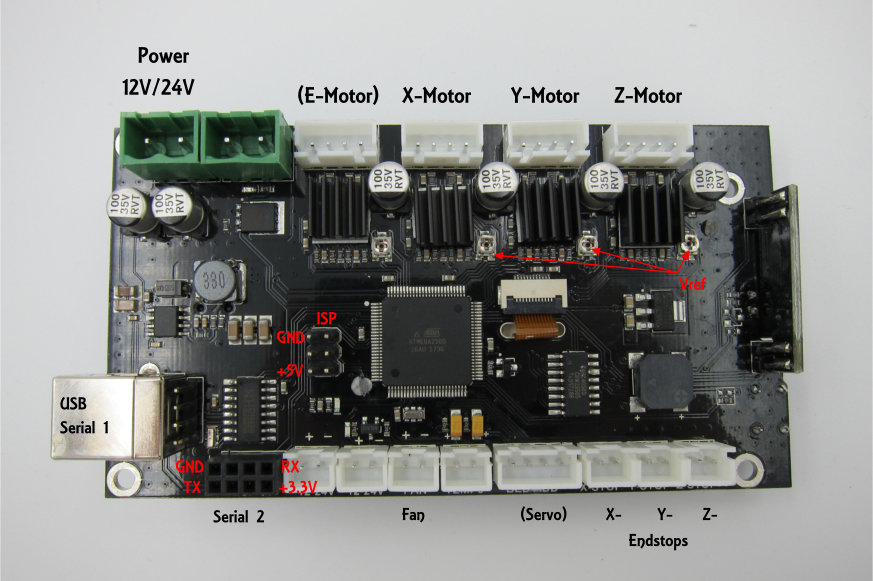 Power
12V/24V
(E-Motor) X-Motor Y-Motor Z-Motor
100 35V RVT
100 35V RVT
100 35V RVT
100 35V RVT
100 35V RVT
100 35V RVT
Vref
330
ISP
GND
+5V
ATMEGA2560
USB
Serial 1
GND RX
TX +3.3V
Serial 2 Fan (Servo) X- Y- Z-
Endstops